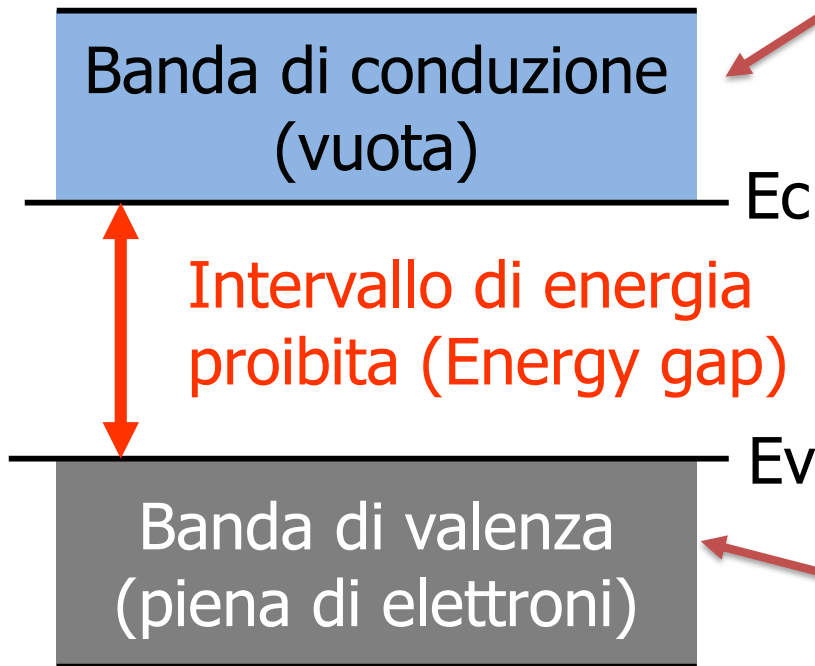 Banda di conduzione
(vuota)
Ec
Intervallo di energia
proibita (Energy gap)
Ev
Banda di valenza
(piena di elettroni)